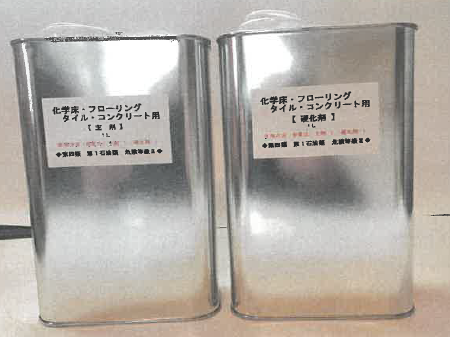 化学床・フローリング
タイル・コンクリート用
【主 剤】
1L
◆第四類 第1石油類 危険等級Ⅱ◆
化学床・フローリング
タイル・コンクリート用
【硬化剤】
1L
◆第四類 第1石油類 危険等級Ⅱ◆